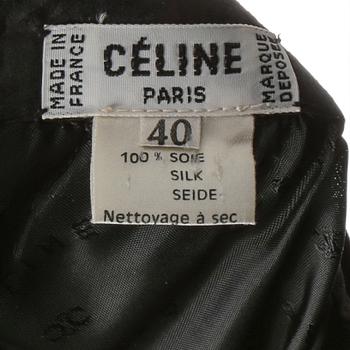 MADE IN
FRANCE
CÉLINE
PARIS
MARQUE
DEPOSEE
40
100 % SOIE
SILK
SEIDE
Nettoyage à sec